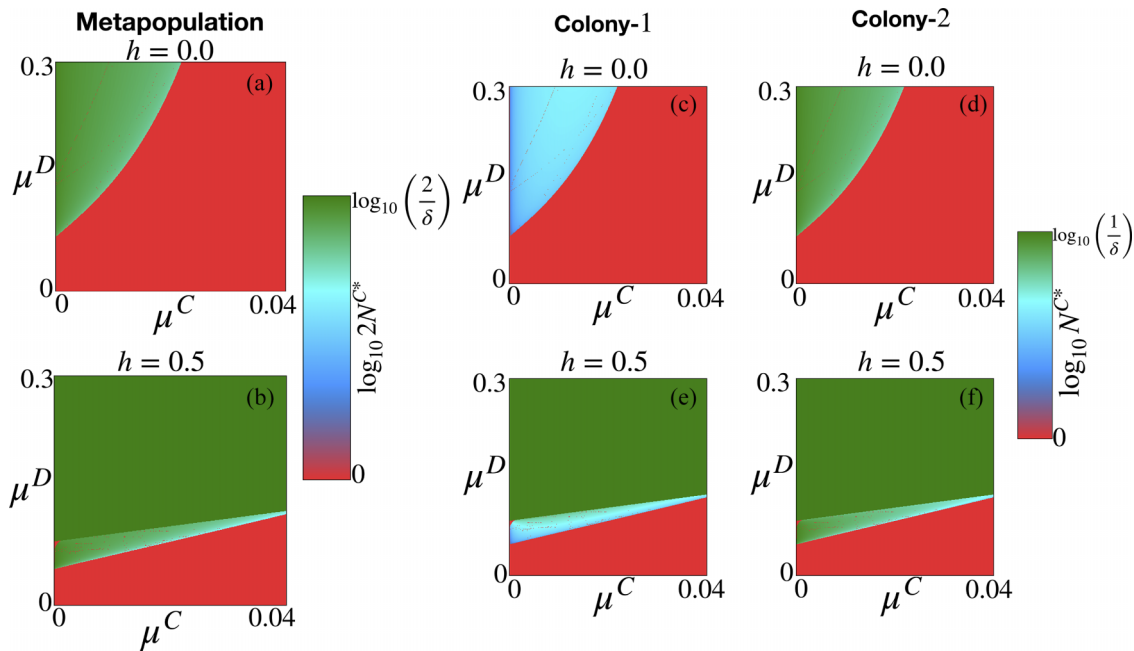 Metapopulation
h = 0.0
(a)
0.3
μ^D
0
0
0.04
μ^C
h = 0.5
(b)
0.3
μ^D
0
0
0.04
μ^C
log₁₀ (2/δ)
log₁₀ 2N^{C*}
0
Colony-1
h = 0.0
(c)
0.3
μ^D
0
0
0.04
μ^C
Colony-2
h = 0.0
(d)
0.3
μ^D
0
0
0.04
μ^C
h = 0.5
(e)
0.3
μ^D
0
0
0.04
μ^C
h = 0.5
(f)
0.3
μ^D
0
0
0.04
μ^C
log₁₀ (1/δ)
log₁₀ N^{C*}
0